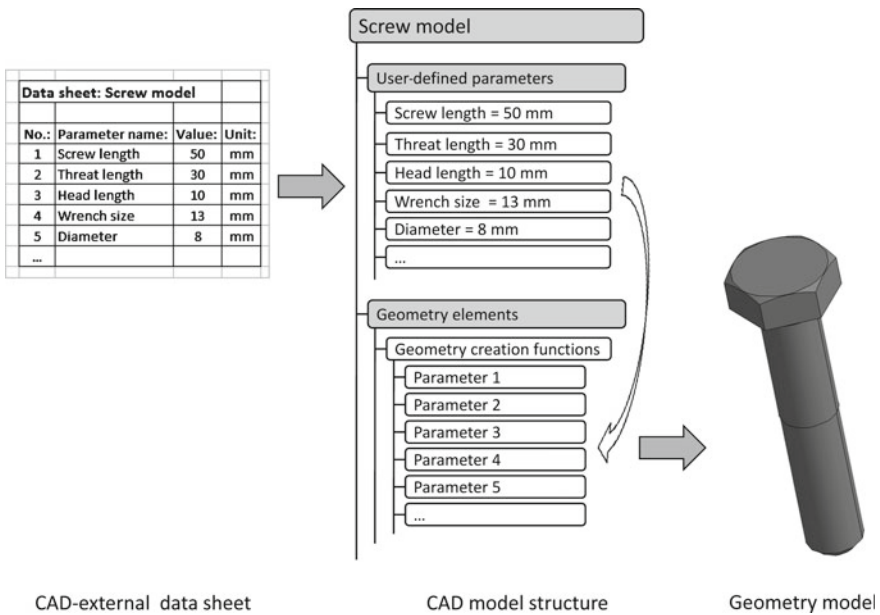 Data sheet: Screw model
No.: Parameter name: Value: Unit:
1 Screw length 50 mm
2 Threat length 30 mm
3 Head length 10 mm
4 Wrench size 13 mm
5 Diameter 8 mm
...
Screw model
User-defined parameters
Screw length = 50 mm
Threat length = 30 mm
Head length = 10 mm
Wrench size = 13 mm
Diameter = 8 mm
...
Geometry elements
Geometry creation functions
Parameter 1
Parameter 2
Parameter 3
Parameter 4
Parameter 5
...
CAD-external data sheet
CAD model structure
Geometry model